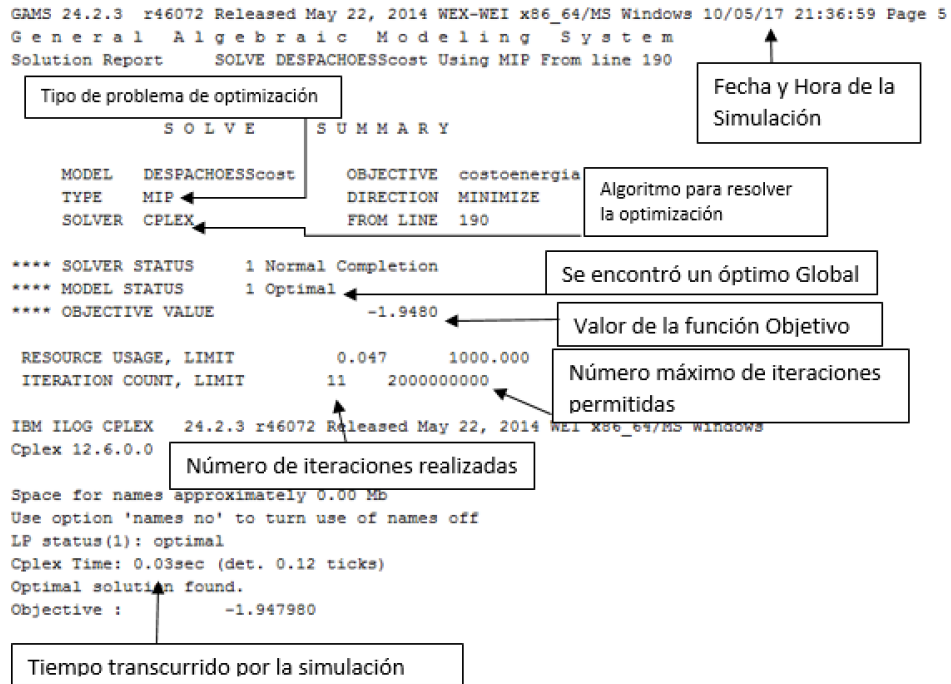 GAMS 24.2.3 r46072 Released May 22, 2014 WEX-WEI x86_64/MS Windows 10/05/17 21:36:59 Page 5
G e n e r a l   A l g e b r a i c   M o d e l i n g   S y s t e m
Solution Report SOLVE DESPACHOESScost Using MIP From line 190
Fecha y Hora de la
Simulación
Tipo de problema de optimización
S O L V E   S U M M A R Y
MODEL DESPACHOESScost OBJECTIVE costoenergia
TYPE MIP DIRECTION MINIMIZE
SOLVER CPLEX FROM LINE 190
Algoritmo para resolver
la optimización
**** SOLVER STATUS 1 Normal Completion
**** MODEL STATUS 1 Optimal
**** OBJECTIVE VALUE -1.9480
Se encontró un óptimo Global
Valor de la función Objetivo
RESOURCE USAGE, LIMIT 0.047 1000.000
ITERATION COUNT, LIMIT 11 2000000000
Número máximo de iteraciones
permitidas
IBM ILOG CPLEX 24.2.3 r46072 Released May 22, 2014 WEI x86_64/MS Windows
Cplex 12.6.0.0
Número de iteraciones realizadas
Space for names approximately 0.00 Mb
Use option 'names no' to turn use of names off
LP status(1): optimal
Cplex Time: 0.03sec (det. 0.12 ticks)
Optimal solution found.
Objective : -1.947980
Tiempo transcurrido por la simulación